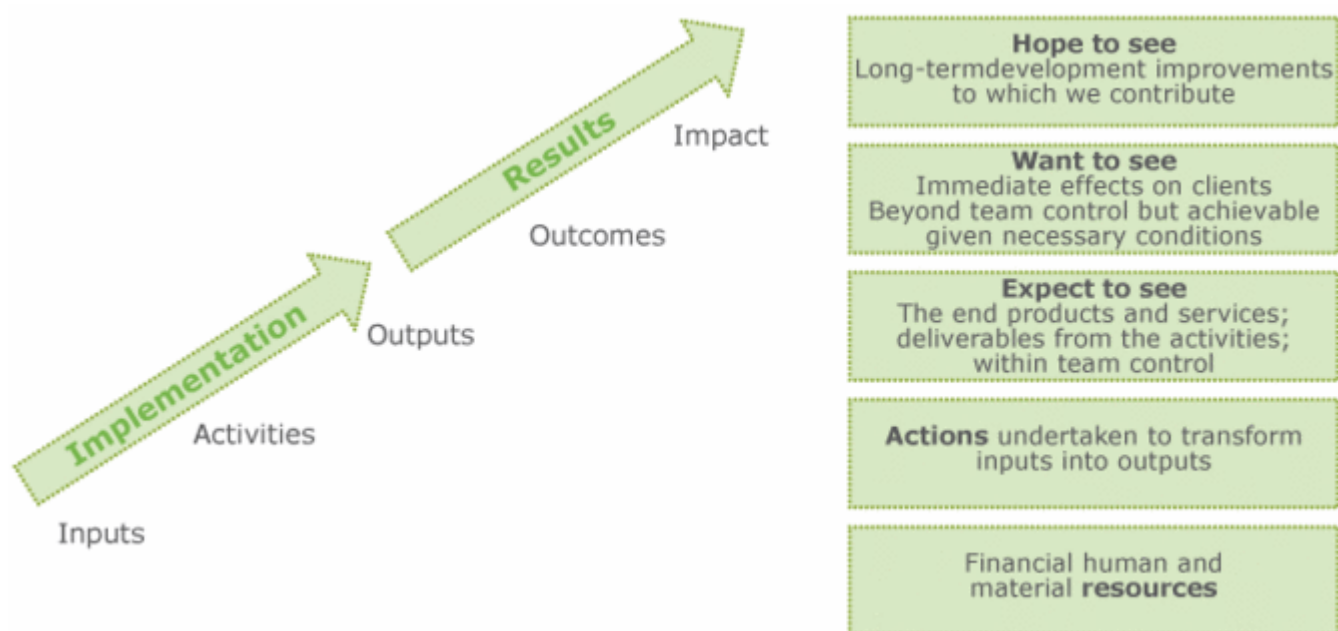 Results
Impact
Outcomes
Implementation
Outputs
Activities
Inputs
Hope to see
Long-termdevelopment improvements
to which we contribute
Want to see
Immediate effects on clients
Beyond team control but achievable
given necessary conditions
Expect to see
The end products and services;
deliverables from the activities;
within team control
Actions undertaken to transform
inputs into outputs
Financial human and
material resources